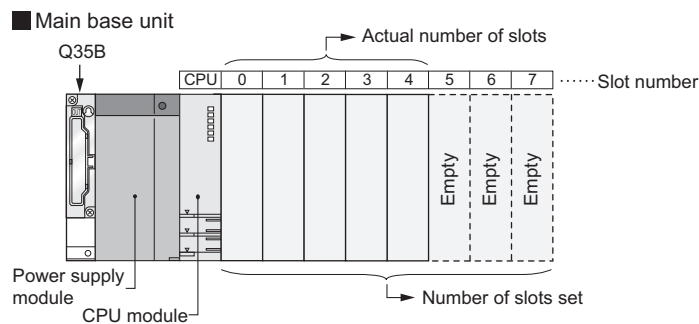 ■ Main base unit
Q35B
Actual number of slots
CPU 0 1 2 3 4 5 6 7 ······Slot number
Empty
Empty
Empty
Power supply
module
CPU module
Number of slots set